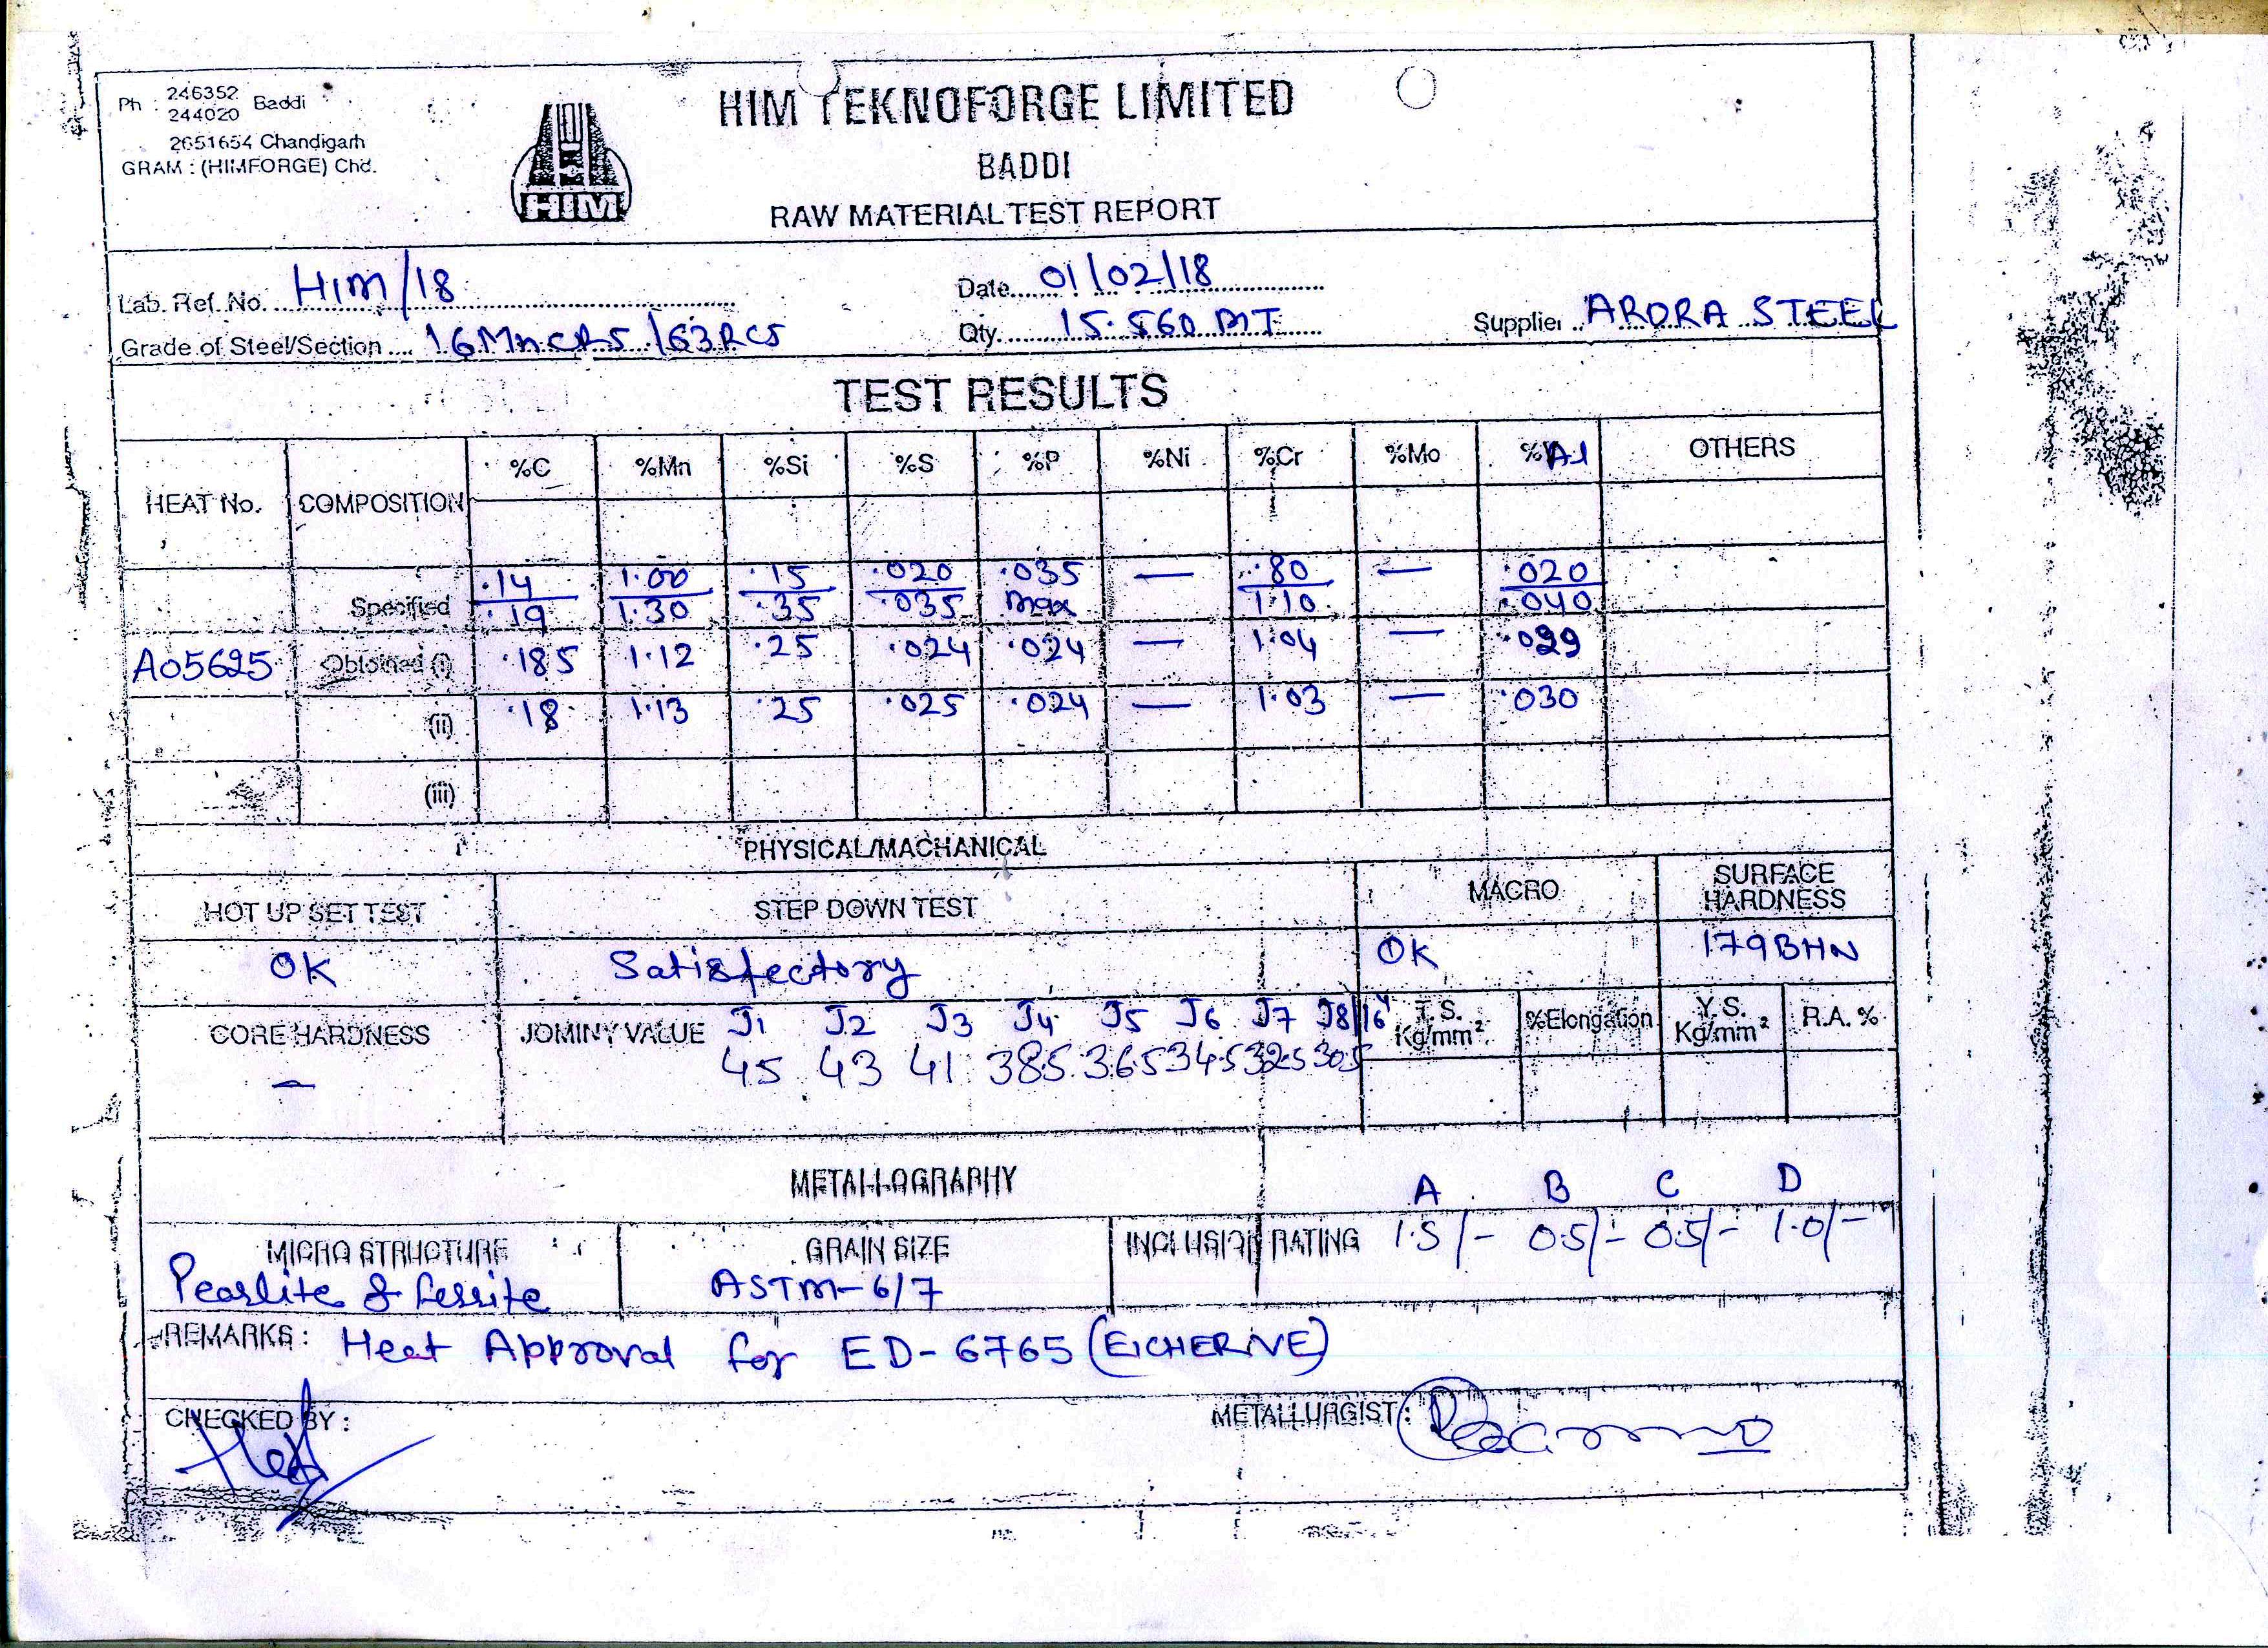 Ph : 246352 Baddi
244020
2651654 Chandigarh
GRAM : (HIMFORGE) Chd.
HIM
HIM TEKNOFORGE LIMITED
BADDI
RAW MATERIAL TEST REPORT
Lab. Ref. No. HIM/18 Date 01/02/18
Grade of Steel/Section 16MnCR5 /63RCS Qty. 15.560 MT Supplier ARORA STEEL
TEST RESULTS
HEAT No. COMPOSITION %C %Mn %Si %S %P %Ni %Cr %Mo %Al OTHERS
Specified .14/.19 1.00/1.30 .15/.35 .020/.035 .035 max — .80/1.10 — .020/.040
A05625 Obtained (i) .185 1.12 .25 .024 .024 — 1.04 — .029
(ii) .18 1.13 .25 .025 .024 — 1.03 — .030
(iii)
PHYSICAL/MACHANICAL
HOT UP SET TEST STEP DOWN TEST MACRO SURFACE HARDNESS
OK Satisfectory OK 179BHN
CORE HARDNESS JOMINY VALUE J1 J2 J3 J4 J5 J6 J7 J8/16" T.S. Kg/mm² %Elongation Y.S. Kg/mm² R.A. %
— 45 43 41 38.5 36.5 34.5 32.5 30.5
METALLOGRAPHY A B C D
MICRO STRUCTURE GRAIN SIZE INCLUSION RATING 1.5/- 0.5/- 0.5/- 1.0/-
Pearlite & ferrite ASTM-6/7
REMARKS : Heat Approval for ED-6765 (EICHER/VE)
CHECKED BY : METALLURGIST :